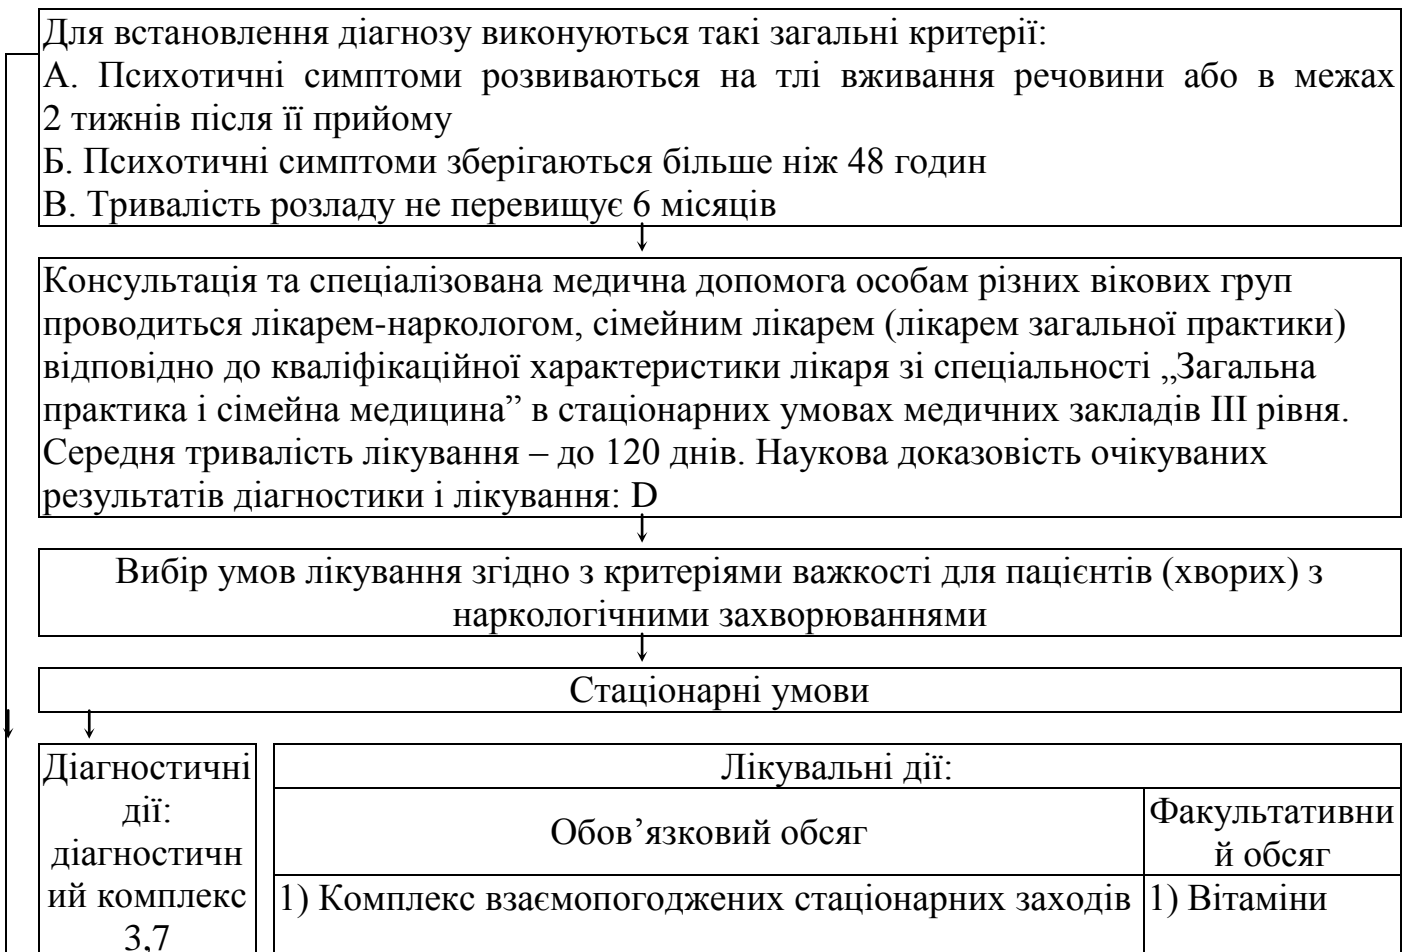 Для встановлення діагнозу виконуються такі загальні критерії:
А. Психотичні симптоми розвиваються на тлі вживання речовини або в межах
2 тижнів після її прийому
Б. Психотичні симптоми зберігаються більше ніж 48 годин
В. Тривалість розладу не перевищує 6 місяців
Консультація та спеціалізована медична допомога особам різних вікових груп
проводиться лікарем-наркологом, сімейним лікарем (лікарем загальної практики)
відповідно до кваліфікаційної характеристики лікаря зі спеціальності „Загальна
практика і сімейна медицина” в стаціонарних умовах медичних закладів ІІІ рівня.
Середня тривалість лікування – до 120 днів. Наукова доказовість очікуваних
результатів діагностики і лікування: D
Вибір умов лікування згідно з критеріями важкості для пацієнтів (хворих) з
наркологічними захворюваннями
Стаціонарні умови
Діагностичні
дії:
діагностичн
ий комплекс
3,7
Лікувальні дії:
Обов’язковий обсяг
Факультативни
й обсяг
1) Комплекс взаємопогоджених стаціонарних заходів
1) Вітаміни